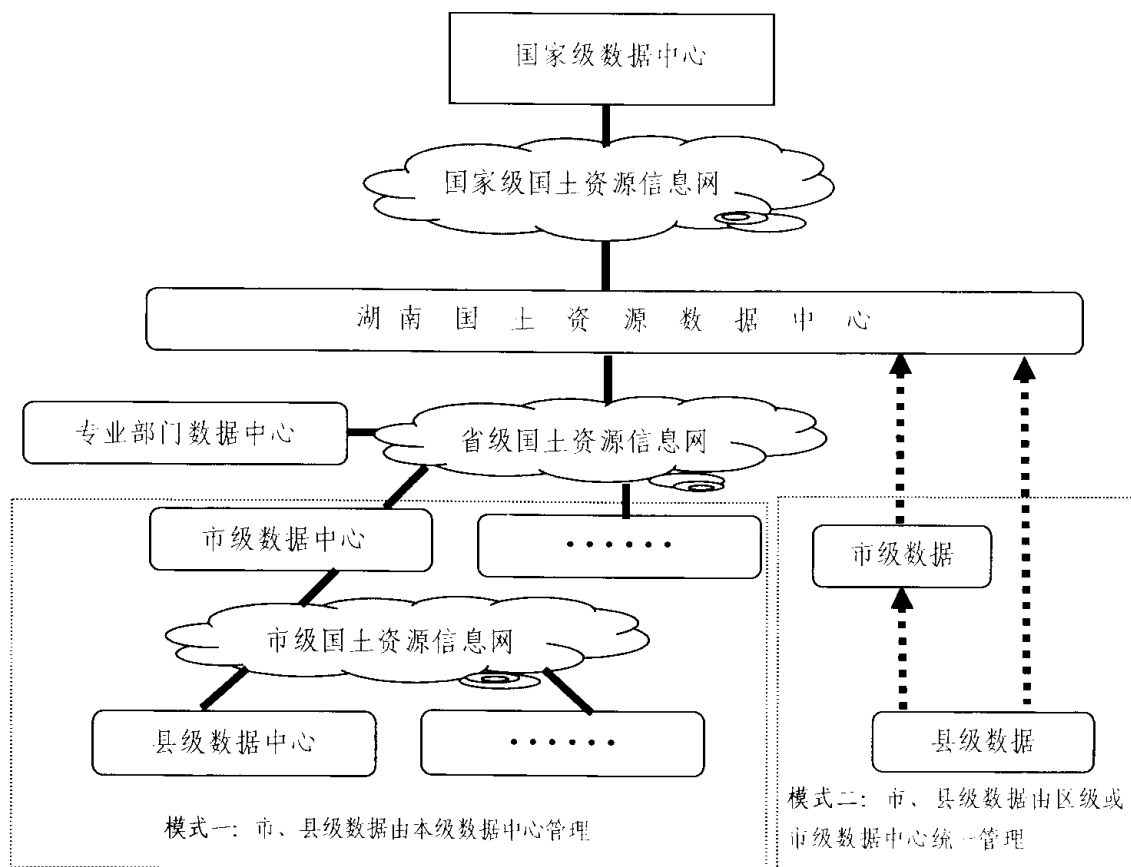 国家级数据中心
国家级国土资源信息网
湖南国土资源数据中心
专业部门数据中心
省级国土资源信息网
市级数据中心
······
市级数据
市级国土资源信息网
县级数据中心
······
县级数据
模式一：市、县级数据由本级数据中心管理
模式二：市、县级数据由区级或
市级数据中心统一管理